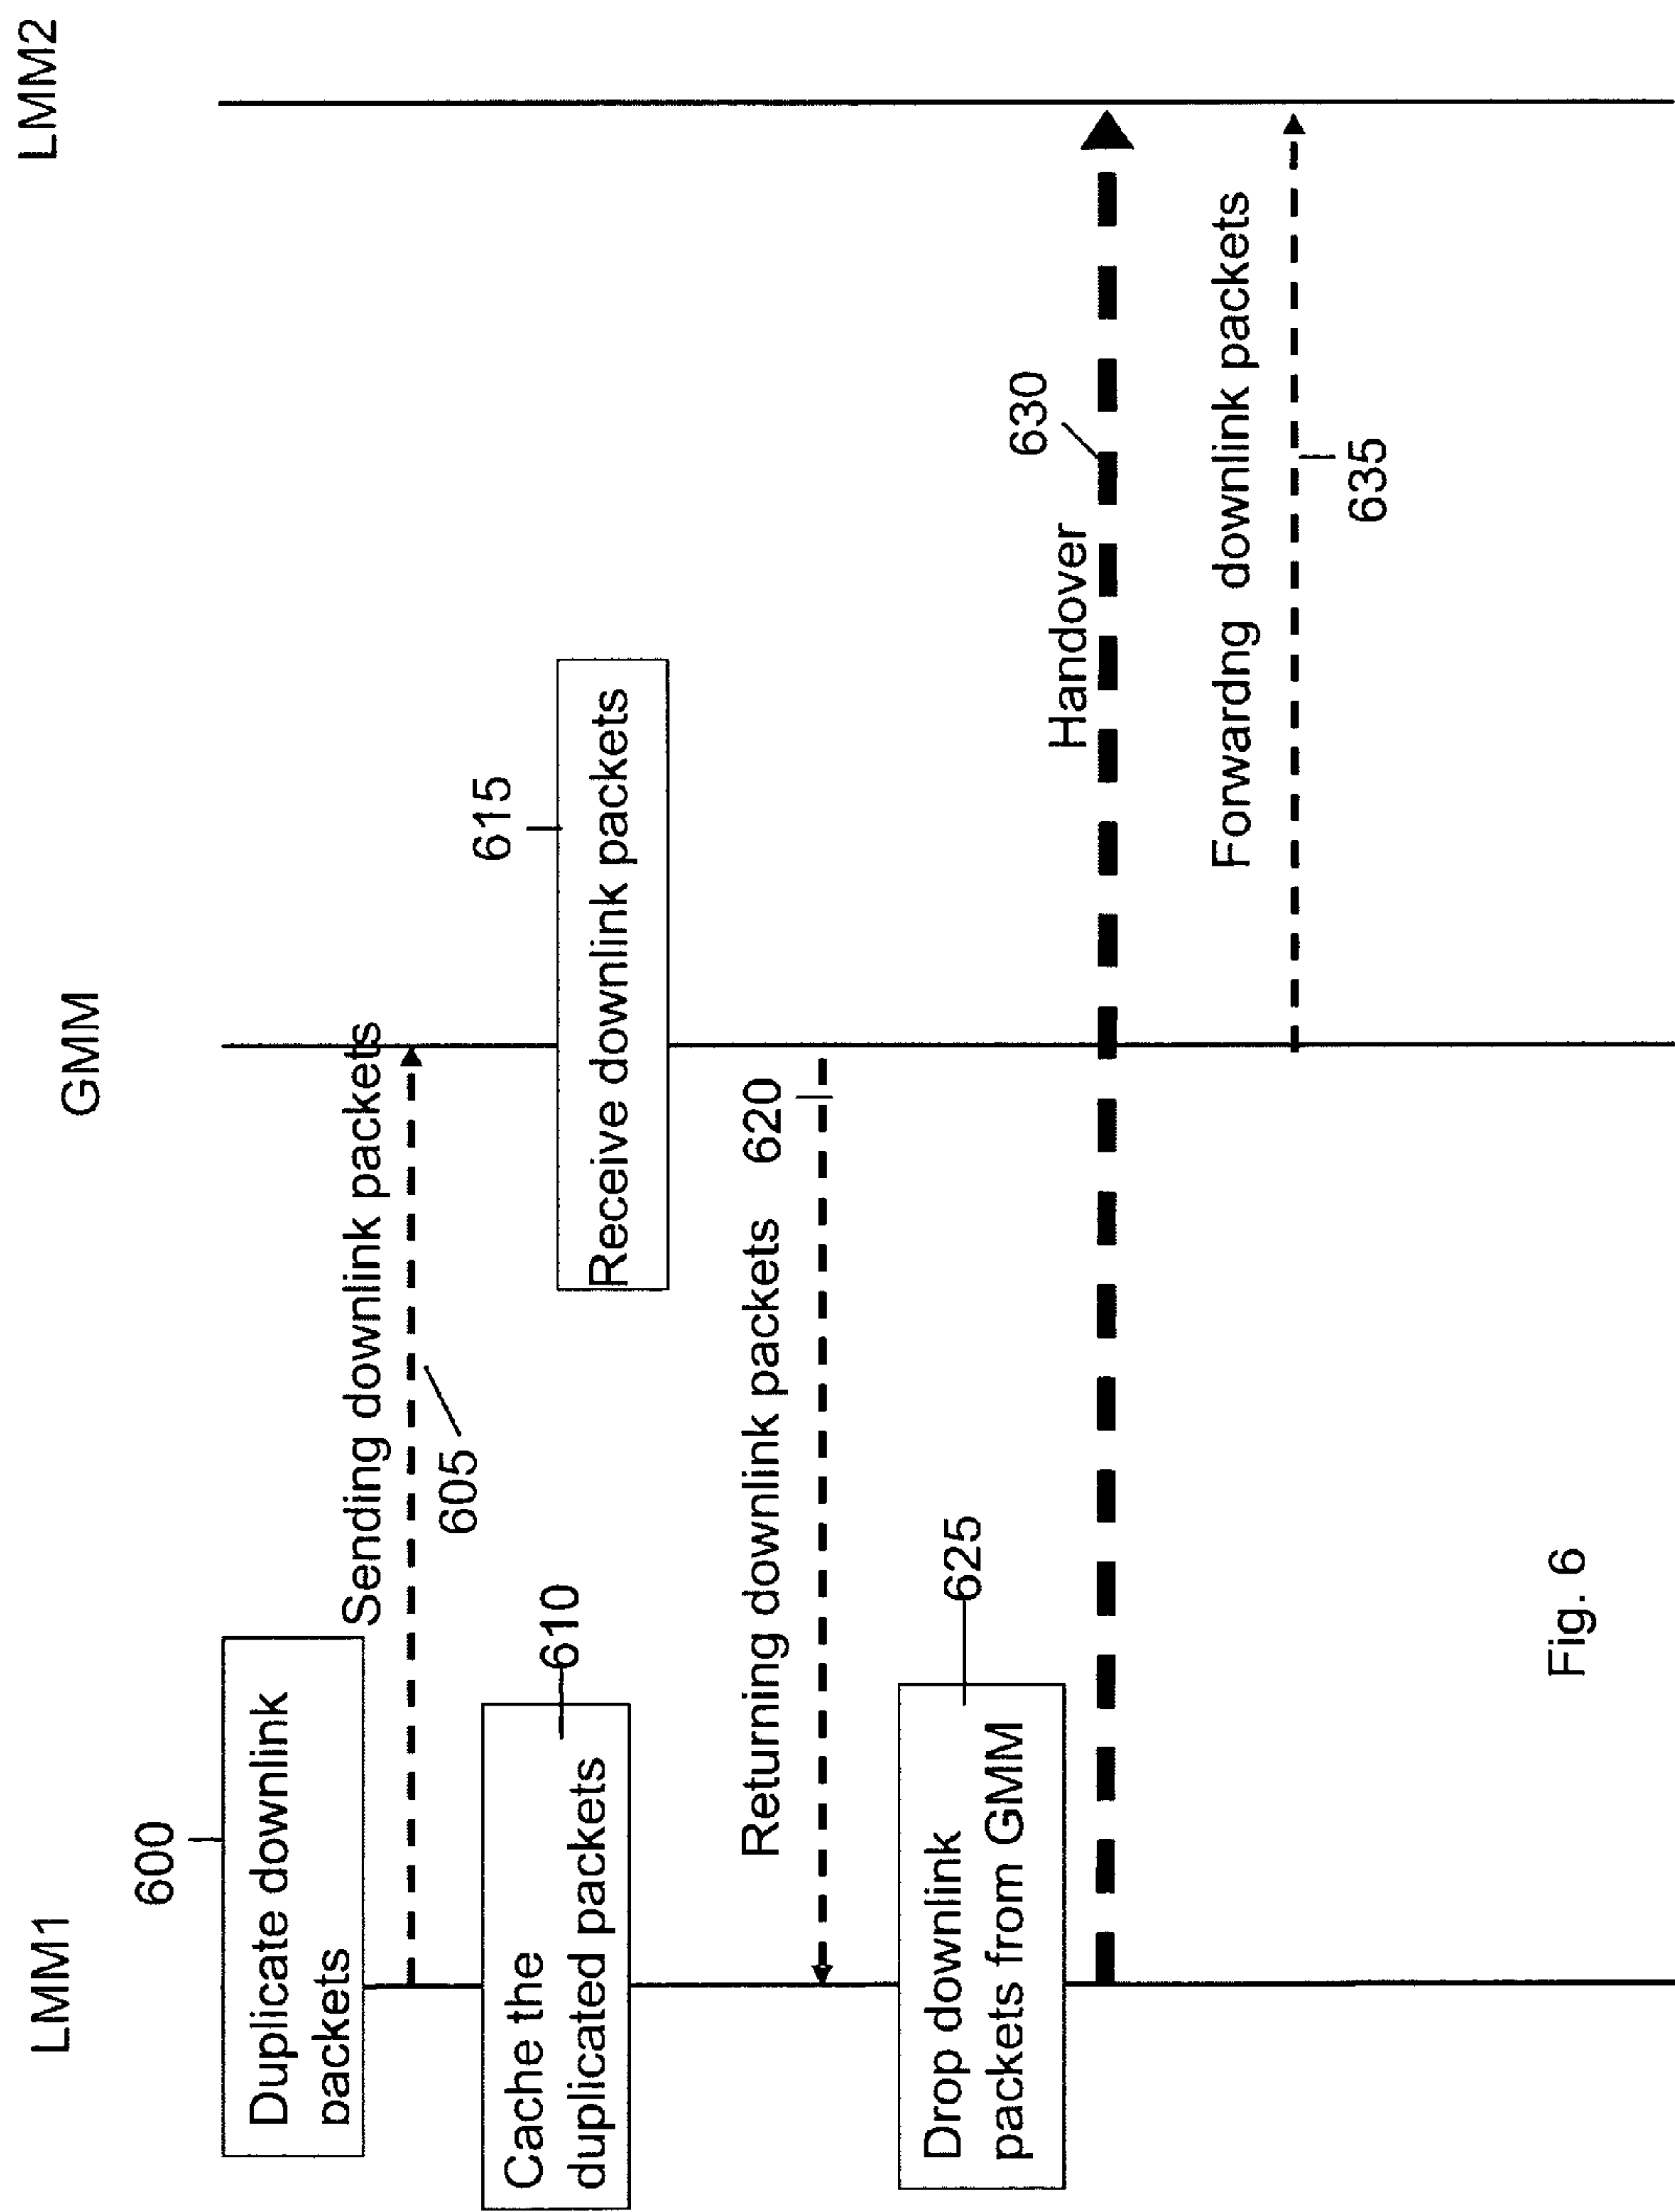 LMM1
GMM
LMM2
600
Duplicate downlink
packets
Sending downlink packets
605
Cache the
duplicated packets
610
615
Receive downlink packets
Returning downlink packets
620
Drop downlink
packets from GMM
625
Handover
630
Forwardng downlink packets
635
Fig. 6